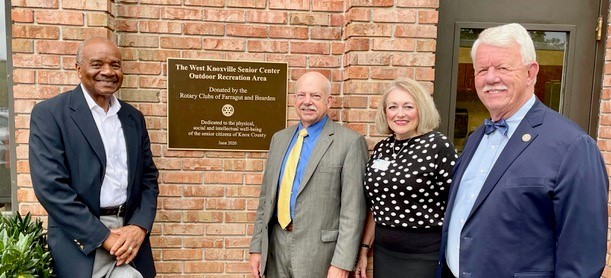 The West Knoxville Senior Center
Outdoor Recreation Area
Donated by the
Rotary Clubs of Farragut and Bearden
Dedicated to the physical,
social and intellectual well-being
of the senior citizens of Knox County
June 2020